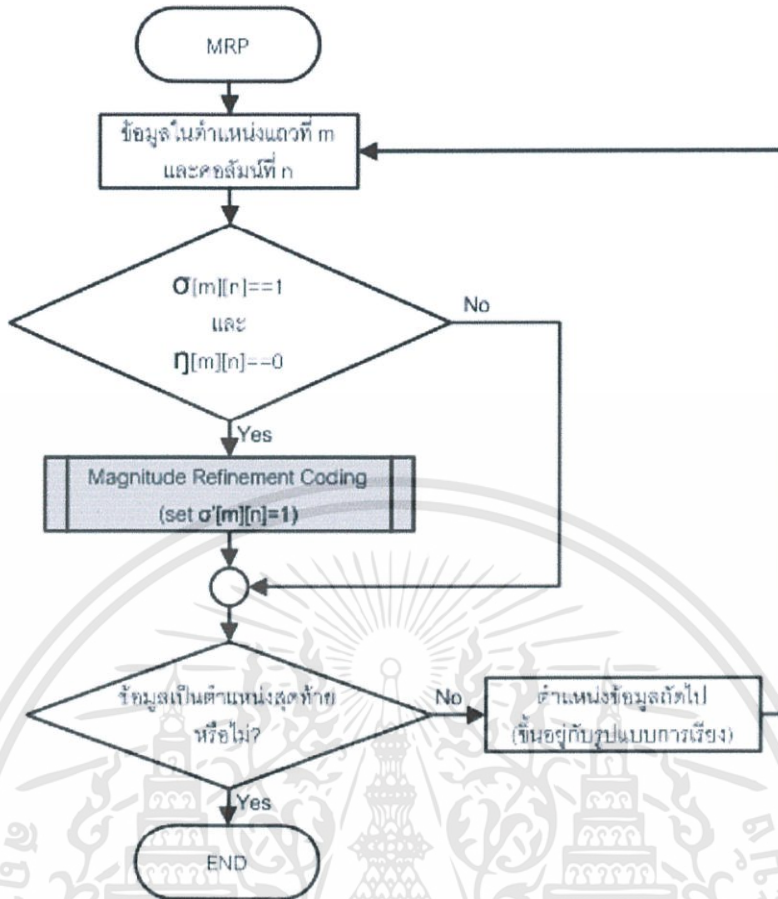 MRP
ข้อมูลในตำแหน่งแถวที่ m
และคอลัมน์ที่ n
σ[m][n]==1
และ
η[m][n]==0
No
Yes
Magnitude Refinement Coding
(set σ'[m][n]=1)
ข้อมูลเป็นตำแหน่งสุดท้าย
หรือไม่?
No
ตำแหน่งข้อมูลถัดไป
(ขึ้นอยู่กับรูปแบบการเรียง)
Yes
END